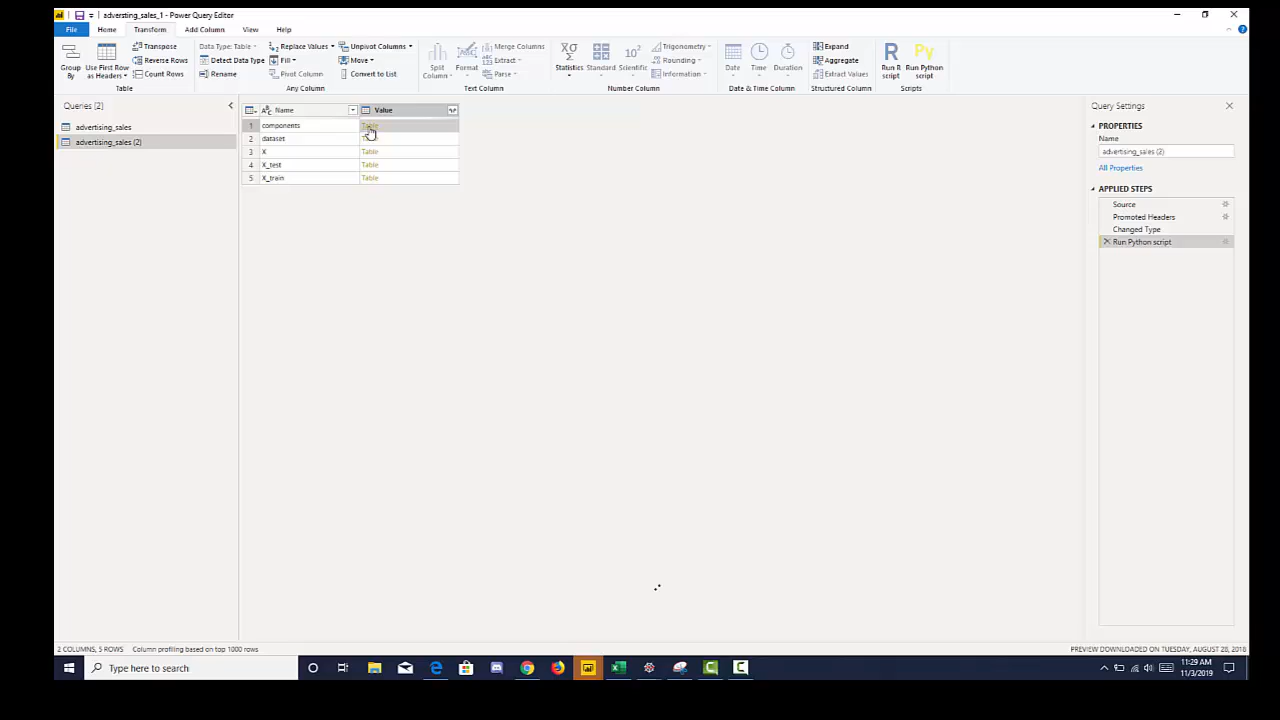 adversting_sales_1 - Power Query Editor
File Home Transform Add Column View Help
Group By
Use First Row as Headers
Transpose
Reverse Rows
Count Rows
Table
Data Type: Table
Detect Data Type
Rename
Replace Values
Fill
Pivot Column
Unpivot Columns
Move
Convert to List
Any Column
Split Column
Format
Merge Columns
Extract
Parse
Text Column
Statistics
Standard
Scientific
Trigonometry
Rounding
Information
Number Column
Date
Time
Duration
Date & Time Column
Expand
Aggregate
Extract Values
Structured Column
Run R script
Run Python script
Scripts
Queries [2]
advertising_sales
advertising_sales (2)
Name Value
1 components Table
2 dataset
3 X Table
4 X_test Table
5 X_train Table
Query Settings
PROPERTIES
Name
advertising_sales (2)
All Properties
APPLIED STEPS
Source
Promoted Headers
Changed Type
Run Python script
2 COLUMNS, 5 ROWS Column profiling based on top 1000 rows
PREVIEW DOWNLOADED ON TUESDAY, AUGUST 28, 2018
Type here to search
11:29 AM
11/3/2019